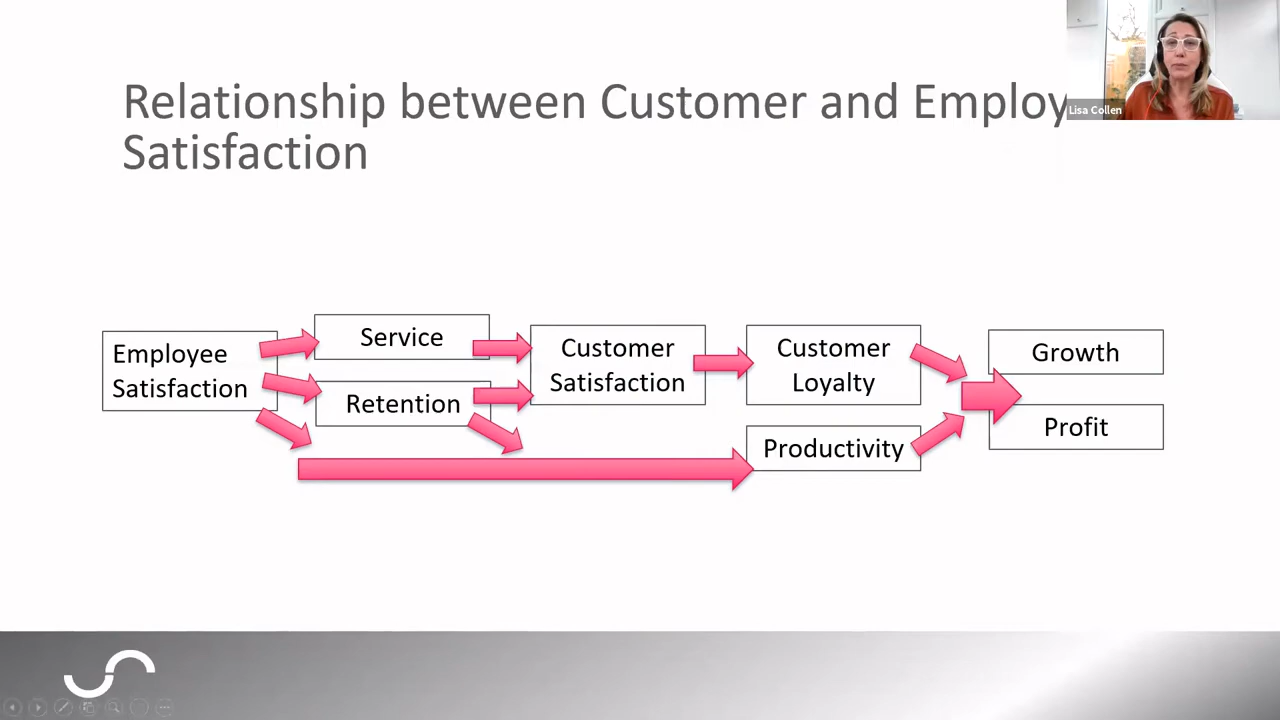 Relationship between Customer and Employ
Satisfaction
Lisa Collen
Employee
Satisfaction
Service
Retention
Customer
Satisfaction
Customer
Loyalty
Productivity
Growth
Profit